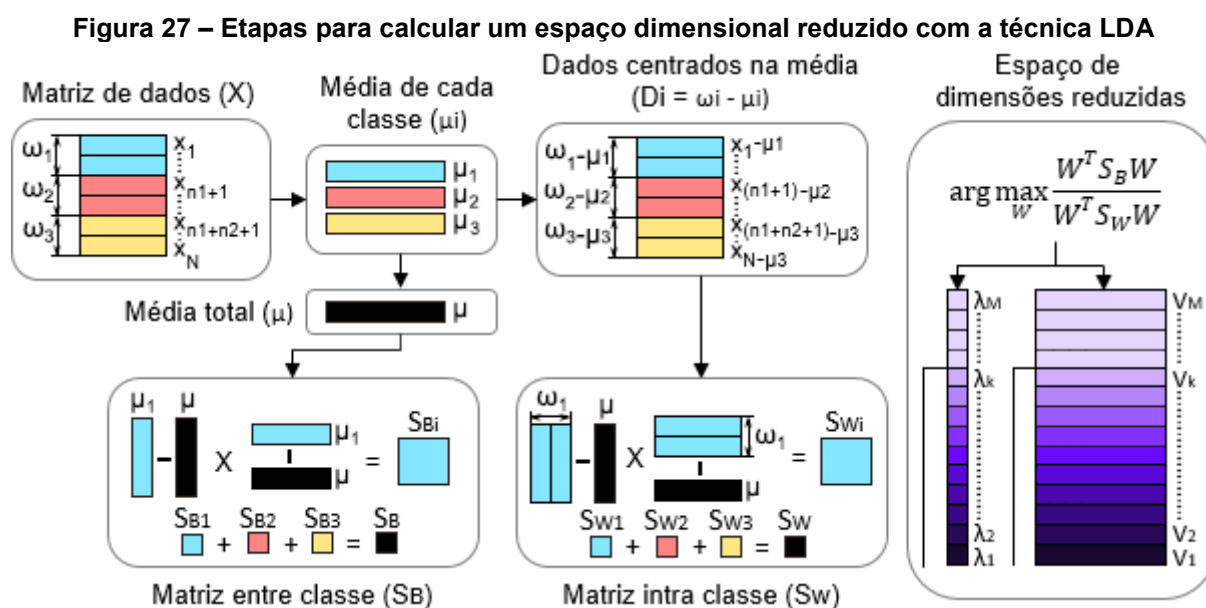 Figura 27 – Etapas para calcular um espaço dimensional reduzido com a técnica LDA
Matriz de dados (X)
ω1
ω2
ω3
x1
xn1+1
xn1+n2+1
xN
Média de cada
classe (µi)
µ1
µ2
µ3
Média total (µ)
µ
Dados centrados na média
(Di = ωi - µi)
ω1-µ1
ω2-µ2
ω3-µ3
x1-µ1
x(n1+1)-µ2
x(n1+n2+1)-µ3
xN-µ3
µ1 µ
- X
µ1
-
µ
= SBi
SB1 SB2 SB3 SB
+ + =
Matriz entre classe (SB)
ω1 µ
- X
ω1
-
µ
= SWi
SW1 SW2 SW3 SW
+ + =
Matriz intra classe (SW)
Espaço de
dimensões reduzidas
arg max W W^T S_B W / W^T S_W W
λM VM
λk Vk
λ2 V2
λ1 V1